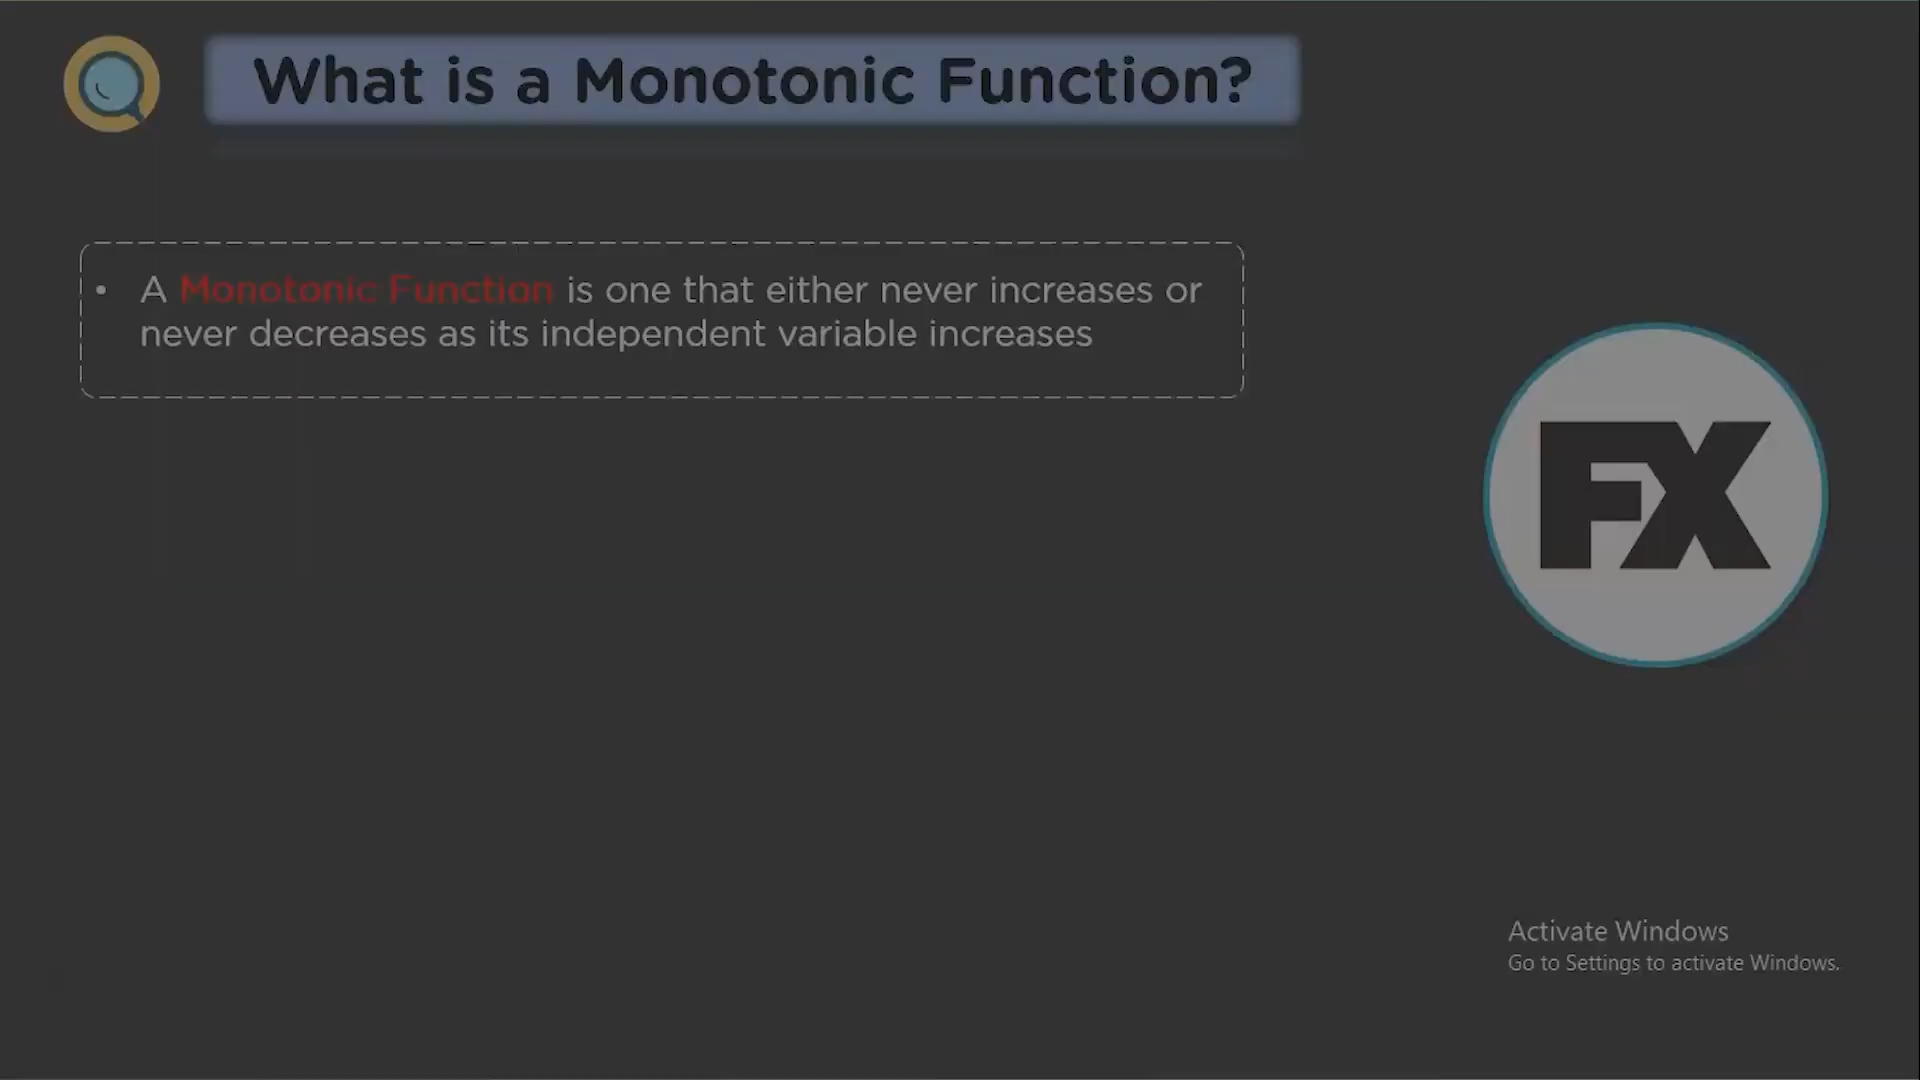 What is a Monotonic Function?
• A Monotonic Function is one that either never increases or
never decreases as its independent variable increases
FX
Activate Windows
Go to Settings to activate Windows.